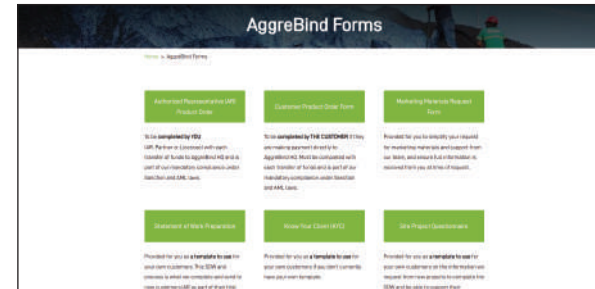 AggreBind Forms
Home » AggreBind Forms
Authorized Representative (AR)
Product Order
Customer Product Order Form
Marketing Materials Request
Form
To be completed by YOU
(AR, Partner or Licensee) with each
transfer of funds to AggreBind HQ and is
part of our mandatory compliance under
Sanction and AML laws.
To be completed by THE CUSTOMER if they
are making payment directly to
AggreBind HQ. Must be completed with
each transfer of funds and is part of our
mandatory compliance under Sanction
and AML laws.
Provided for you to simplify your request
for marketing materials and support from
our team, and ensure full information is
received from you at time of request.
Statement of Work Preparation
Know Your Client (KYC)
Site Project Questionnaire
Provided for you as a template to use for
your own customers. This SOW and
process is what we complete and send to
new customers/AR as part of their trial
Provided for you as a template to use for
your own customers if you don't currently
have your own template.
Provided for you as a template to use for
your own customers on the information we
request from new projects to complete the
SOW and be able to support them